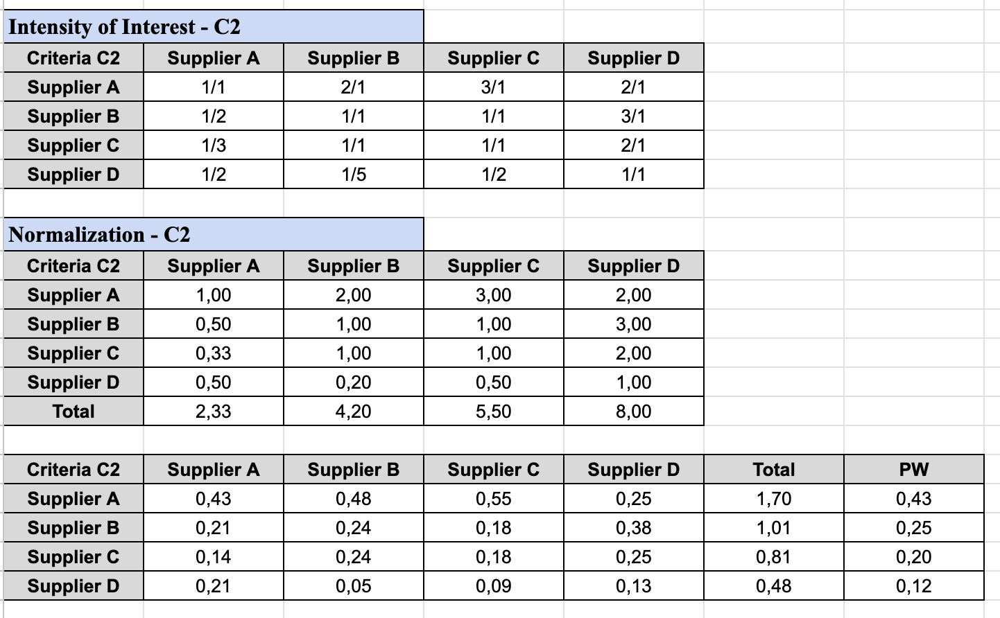 Intensity of Interest - C2
Criteria C2 Supplier A Supplier B Supplier C Supplier D
Supplier A 1/1 2/1 3/1 2/1
Supplier B 1/2 1/1 1/1 3/1
Supplier C 1/3 1/1 1/1 2/1
Supplier D 1/2 1/5 1/2 1/1
Normalization - C2
Criteria C2 Supplier A Supplier B Supplier C Supplier D
Supplier A 1,00 2,00 3,00 2,00
Supplier B 0,50 1,00 1,00 3,00
Supplier C 0,33 1,00 1,00 2,00
Supplier D 0,50 0,20 0,50 1,00
Total 2,33 4,20 5,50 8,00
Criteria C2 Supplier A Supplier B Supplier C Supplier D Total PW
Supplier A 0,43 0,48 0,55 0,25 1,70 0,43
Supplier B 0,21 0,24 0,18 0,38 1,01 0,25
Supplier C 0,14 0,24 0,18 0,25 0,81 0,20
Supplier D 0,21 0,05 0,09 0,13 0,48 0,12